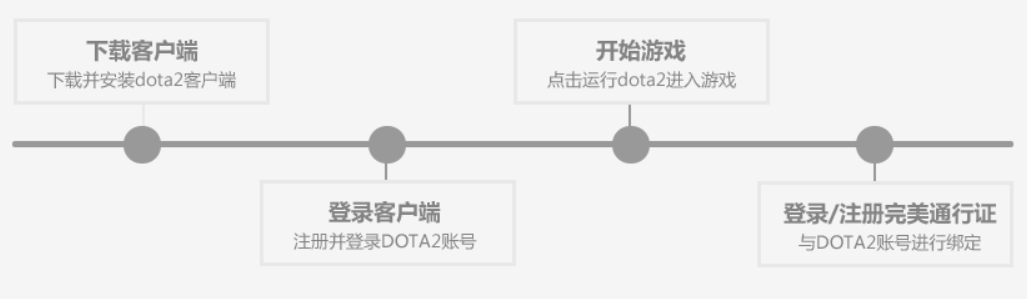 下载客户端
下载并安装dota2客户端
登录客户端
注册并登录DOTA2账号
开始游戏
点击运行dota2进入游戏
登录/注册完美通行证
与DOTA2账号进行绑定